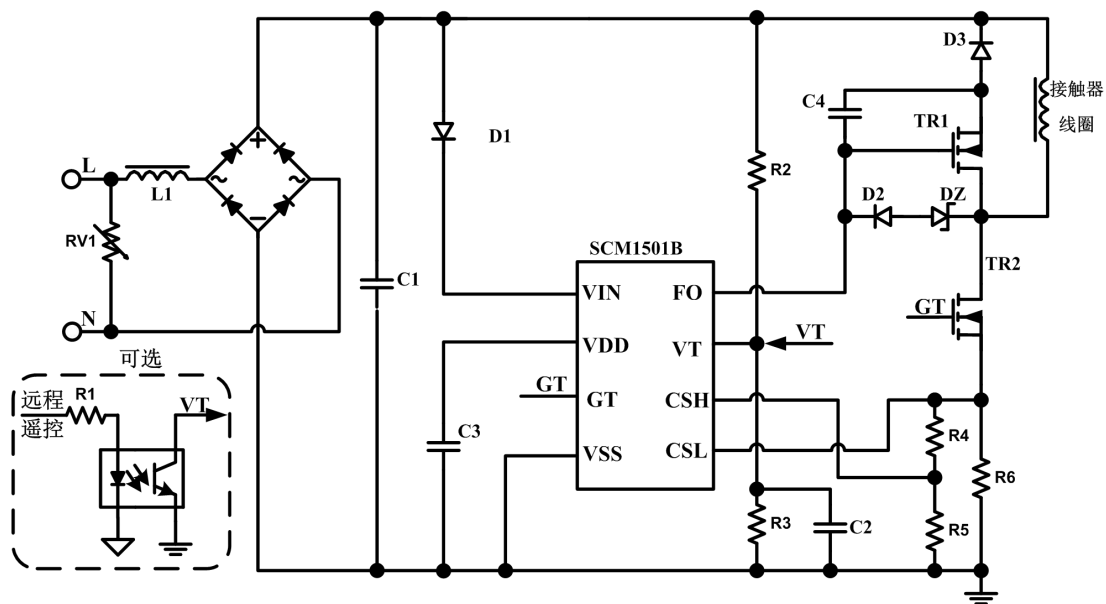 D3
C4
接触器
线圈
TR1
D1
R2
L
L1
D2
DZ
RV1
SCM1501B
TR2
C1
VIN
FO
GT
N
VDD
VT
VT
可选
远程
遥控
R1
VT
GT
GT
CSH
C3
VSS
CSL
R4
R6
R3
C2
R5